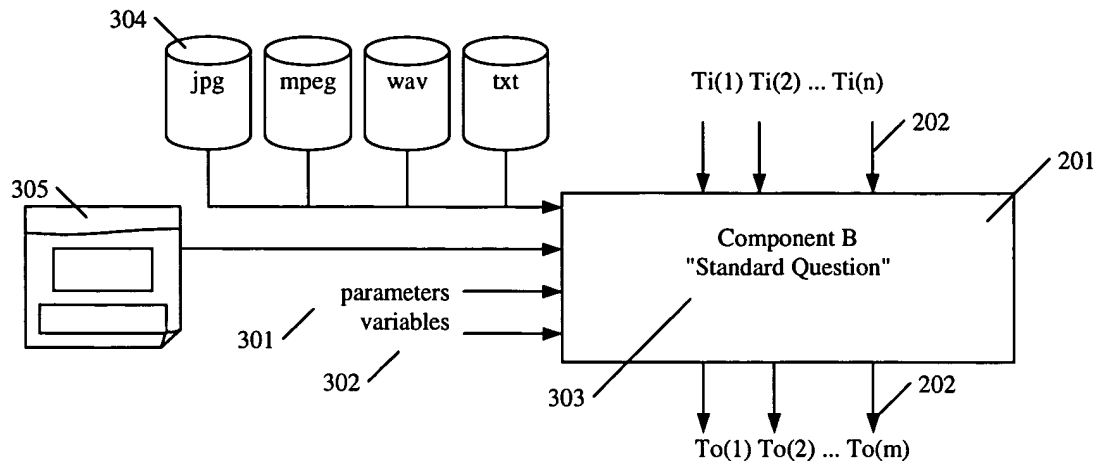 304
jpg mpeg wav txt
Ti(1) Ti(2) ... Ti(n)
202
201
305
Component B
"Standard Question"
parameters
301
variables
302
303
202
To(1) To(2) ... To(m)